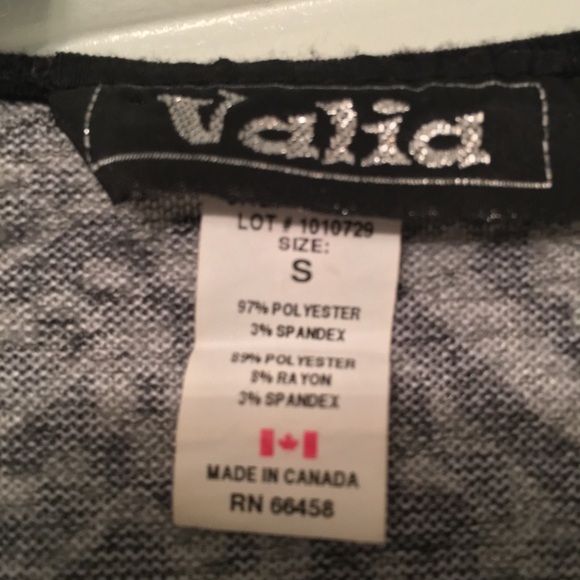 Valia
LOT # 1010729
SIZE:
S
97% POLYESTER
3% SPANDEX
89% POLYESTER
8% RAYON
3% SPANDEX
MADE IN CANADA
RN 66458